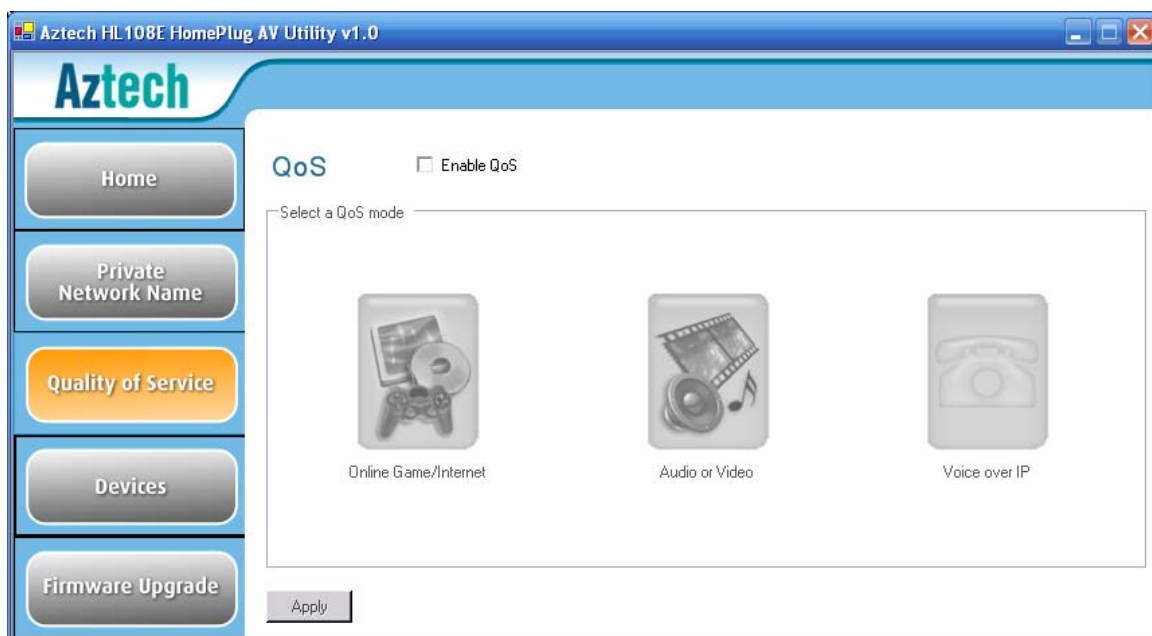 Aztech HL108E HomePlug AV Utility v1.0
Aztech
Home
Private
Network Name
Quality of Service
Devices
Firmware Upgrade
QoS
Enable QoS
Select a QoS mode
Online Game/Internet
Audio or Video
Voice over IP
Apply